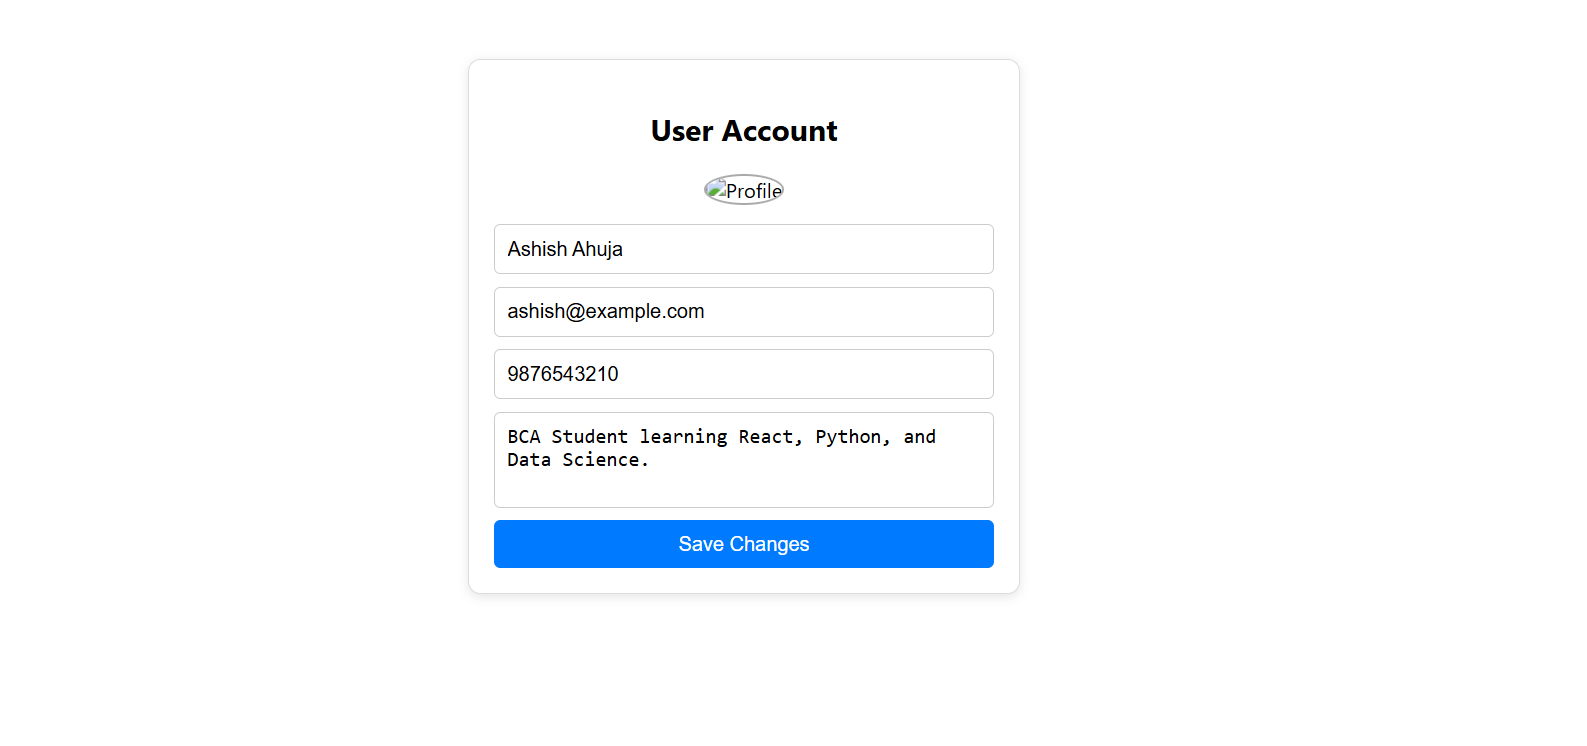 User Account
Profile
Ashish Ahuja
ashish@example.com
9876543210
BCA Student learning React, Python, and
Data Science.
Save Changes